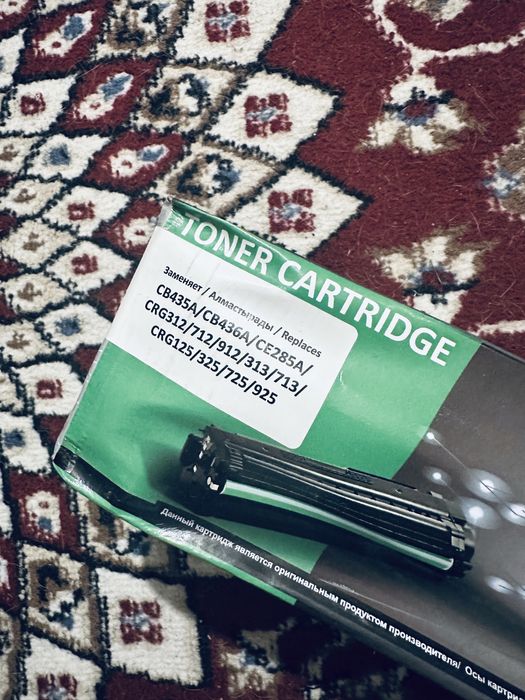 TONER CARTRIDGE
Заменяет / Алмастырады / Replaces
CB435A/CB436A/CE285A/
CRG312/712/912/313/713/
CRG125/325/725/925
Данный картридж является оригинальным продуктом производителя/ Осы картри